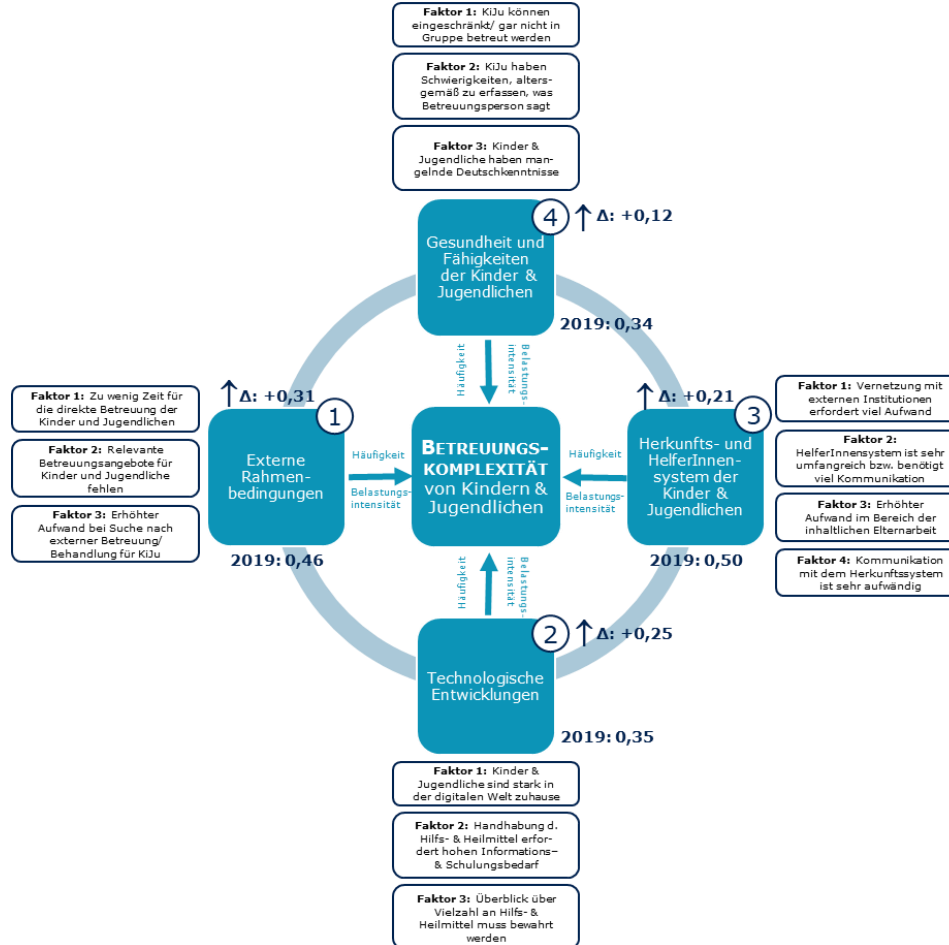 Faktor 1: KiJu können
eingeschränkt/ gar nicht in
Gruppe betreut werden
Faktor 2: KiJu haben
Schwierigkeiten, alters-
gemäß zu erfassen, was
Betreuungsperson sagt
Faktor 3: Kinder &
Jugendliche haben man-
gelnde Deutschkenntnisse
4
↑ Δ: +0,12
Gesundheit und
Fähigkeiten
der Kinder &
Jugendlichen
2019: 0,34
Häufigkeit
Belastungs-
intensität
Faktor 1: Zu wenig Zeit für
die direkte Betreuung der
Kinder und Jugendlichen
Faktor 2: Relevante
Betreuungsangebote für
Kinder und Jugendliche
fehlen
Faktor 3: Erhöhter
Aufwand bei Suche nach
externer Betreuung/
Behandlung für KiJu
↑ Δ: +0,31
1
Externe
Rahmen-
bedingungen
2019: 0,46
Häufigkeit
Belastungs-
intensität
BETREUUNGS-
KOMPLEXITÄT
von Kindern &
Jugendlichen
Häufigkeit
Belastungs-
intensität
↑ Δ: +0,21
3
Herkunfts- und
HelferInnen-
system der
Kinder &
Jugendlichen
2019: 0,50
Faktor 1: Vernetzung mit
externen Institutionen
erfordert viel Aufwand
Faktor 2:
HelferInnensystem ist sehr
umfangreich bzw. benötigt
viel Kommunikation
Faktor 3: Erhöhter
Aufwand im Bereich der
inhaltlichen Elternarbeit
Faktor 4: Kommunikation
mit dem Herkunftssystem
ist sehr aufwändig
Häufigkeit
Belastungs-
intensität
2
↑ Δ: +0,25
Technologische
Entwicklungen
2019: 0,35
Faktor 1: Kinder &
Jugendliche sind stark in
der digitalen Welt zuhause
Faktor 2: Handhabung d.
Hilfs- & Heilmittel erfor-
dert hohen Informations–
& Schulungsbedarf
Faktor 3: Überblick über
Vielzahl an Hilfs- &
Heilmittel muss bewahrt
werden